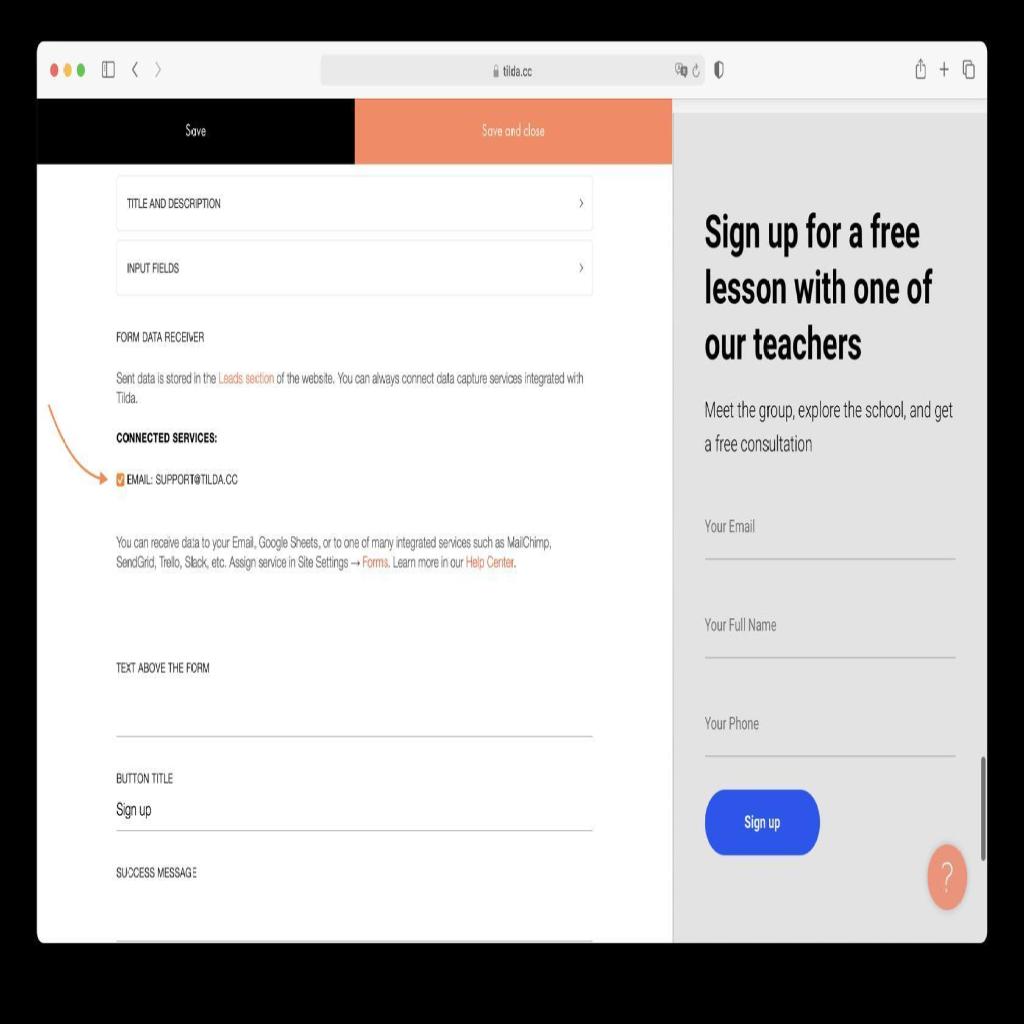 tilda.cc
Save
Save and close
TITLE AND DESCRIPTION
INPUT FIELDS
FORM DATA RECEIVER
Sent data is stored in the Leads section of the website. You can always connect data capture services integrated with
Tilda.
CONNECTED SERVICES:
EMAIL: SUPPORT@TILDA.CC
You can receive data to your Email, Google Sheets, or to one of many integrated services such as MailChimp,
SendGrid, Trello, Slack, etc. Assign service in Site Settings → Forms. Learn more in our Help Center.
TEXT ABOVE THE FORM
BUTTON TITLE
Sign up
SUCCESS MESSAGE
Sign up for a free
lesson with one of
our teachers
Meet the group, explore the school, and get
a free consultation
Your Email
Your Full Name
Your Phone
Sign up
?